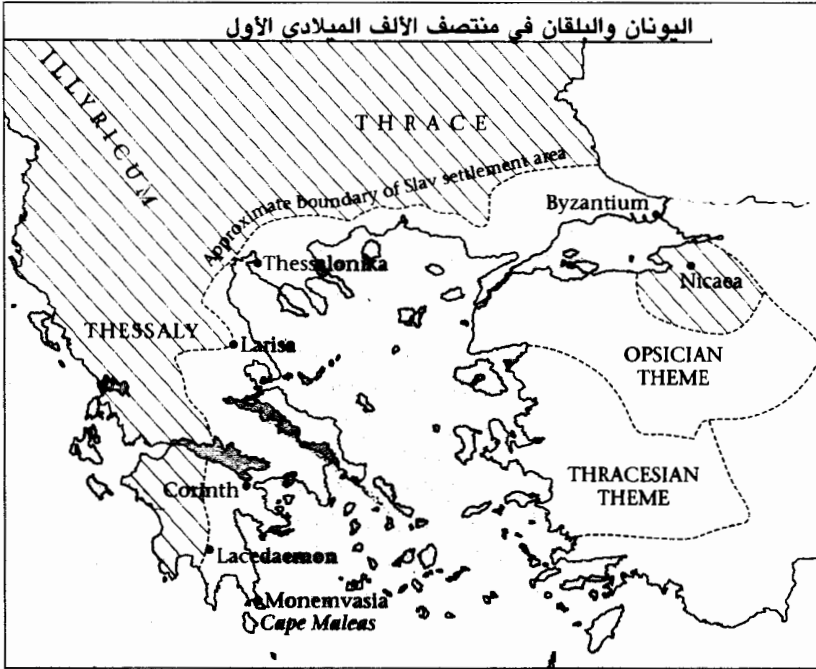 اليونان والبلقان في منتصف الألف الميلادي الأول
ILLYRICUM
THRACE
Approximate boundary of Slav settlement area
Byzantium
Thessalonika
Nicaea
THESSALY
Larisa
OPSICIAN
THEME
THRACESIAN
THEME
Corinth
Lacedaemon
Monemvasia
Cape Maleas